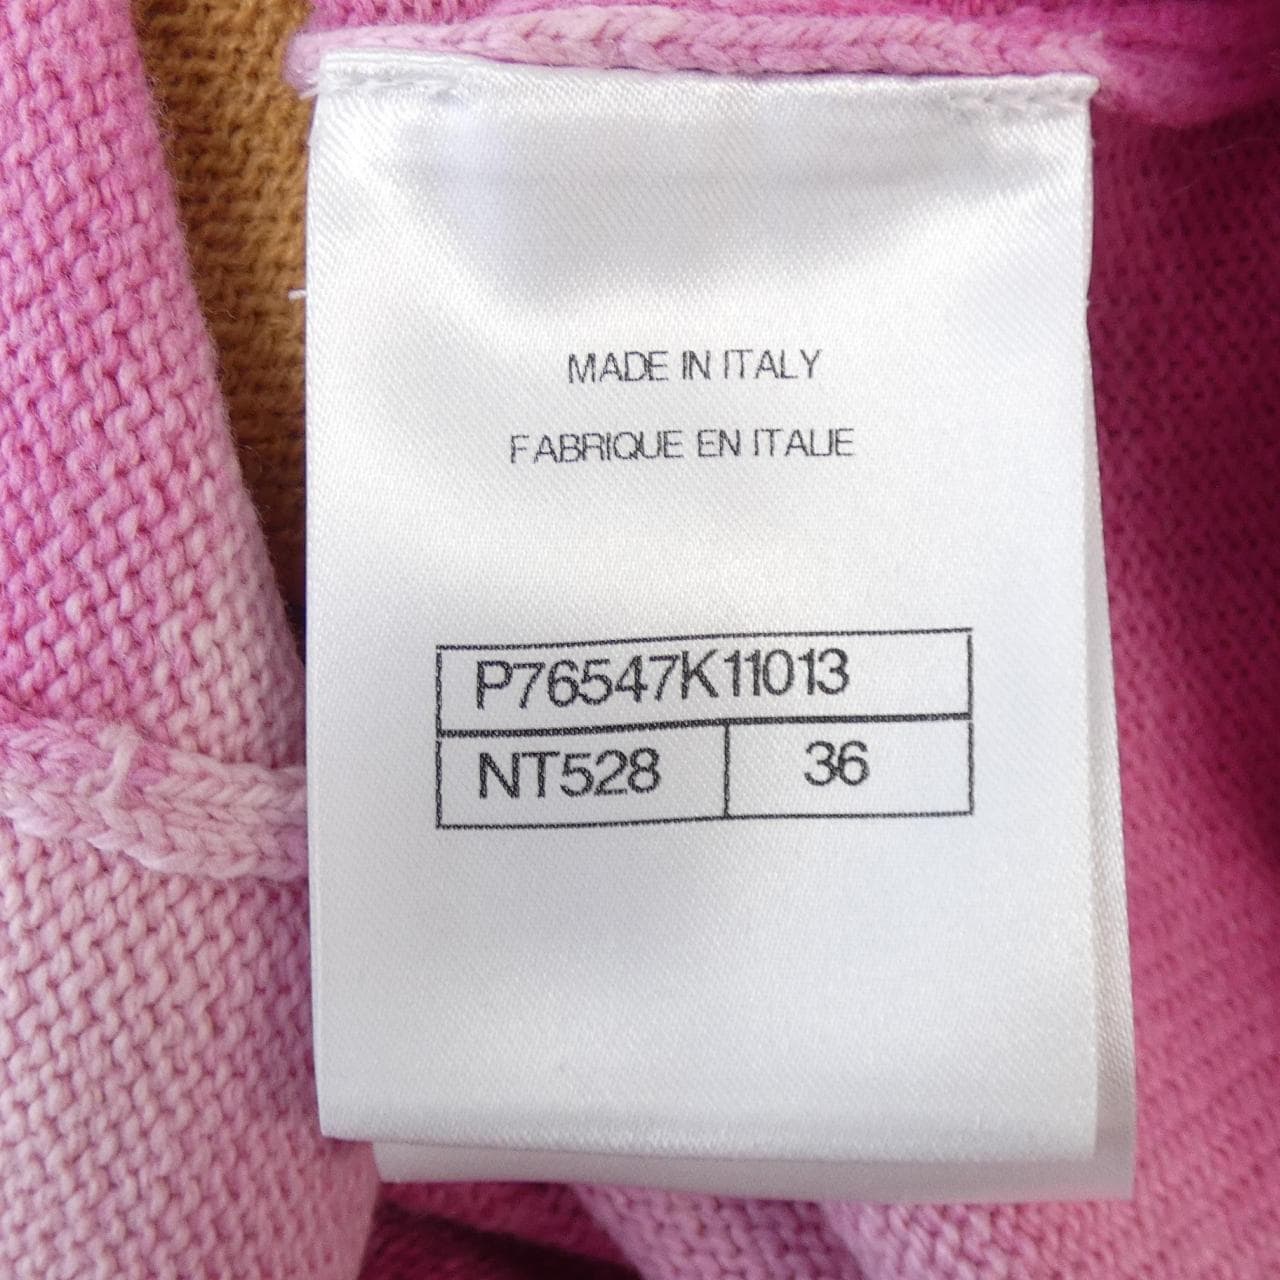 MADE IN ITALY
FABRIQUE EN ITALIE
P76547K11013
NT528 36